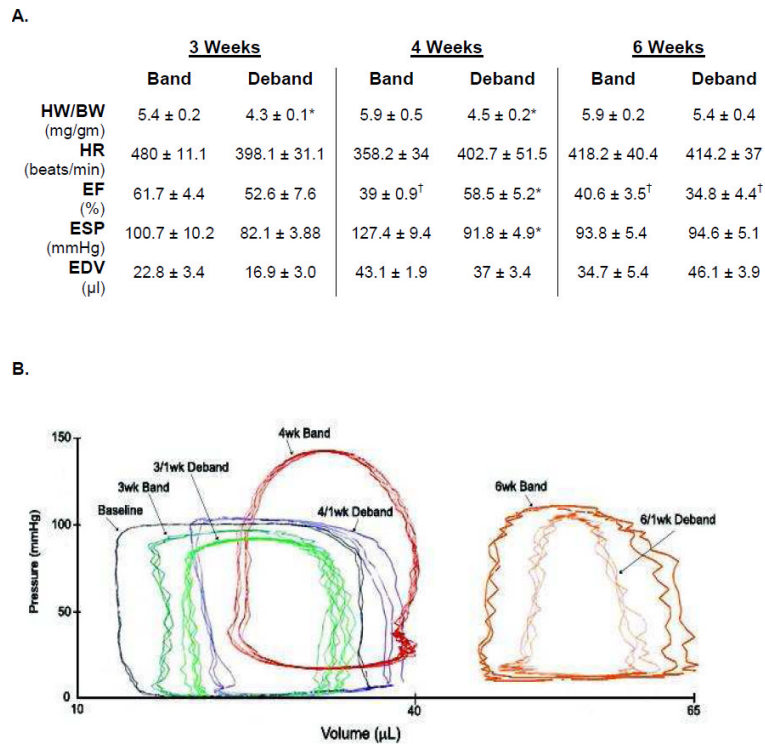 A.
3 Weeks 4 Weeks 6 Weeks
Band Deband Band Deband Band Deband
HW/BW 5.4 ± 0.2 4.3 ± 0.1* 5.9 ± 0.5 4.5 ± 0.2* 5.9 ± 0.2 5.4 ± 0.4
(mg/gm)
HR 480 ± 11.1 398.1 ± 31.1 358.2 ± 34 402.7 ± 51.5 418.2 ± 40.4 414.2 ± 37
(beats/min)
EF 61.7 ± 4.4 52.6 ± 7.6 39 ± 0.9† 58.5 ± 5.2* 40.6 ± 3.5† 34.8 ± 4.4†
(%)
ESP 100.7 ± 10.2 82.1 ± 3.88 127.4 ± 9.4 91.8 ± 4.9* 93.8 ± 5.4 94.6 ± 5.1
(mmHg)
EDV 22.8 ± 3.4 16.9 ± 3.0 43.1 ± 1.9 37 ± 3.4 34.7 ± 5.4 46.1 ± 3.9
(µl)
B.
150
4wk Band
3/1wk Deband
3wk Band
6wk Band
Baseline
4/1wk Deband
6/1wk Deband
100
Pressure (mmHg)
50
0
10 40 65
Volume (µL)